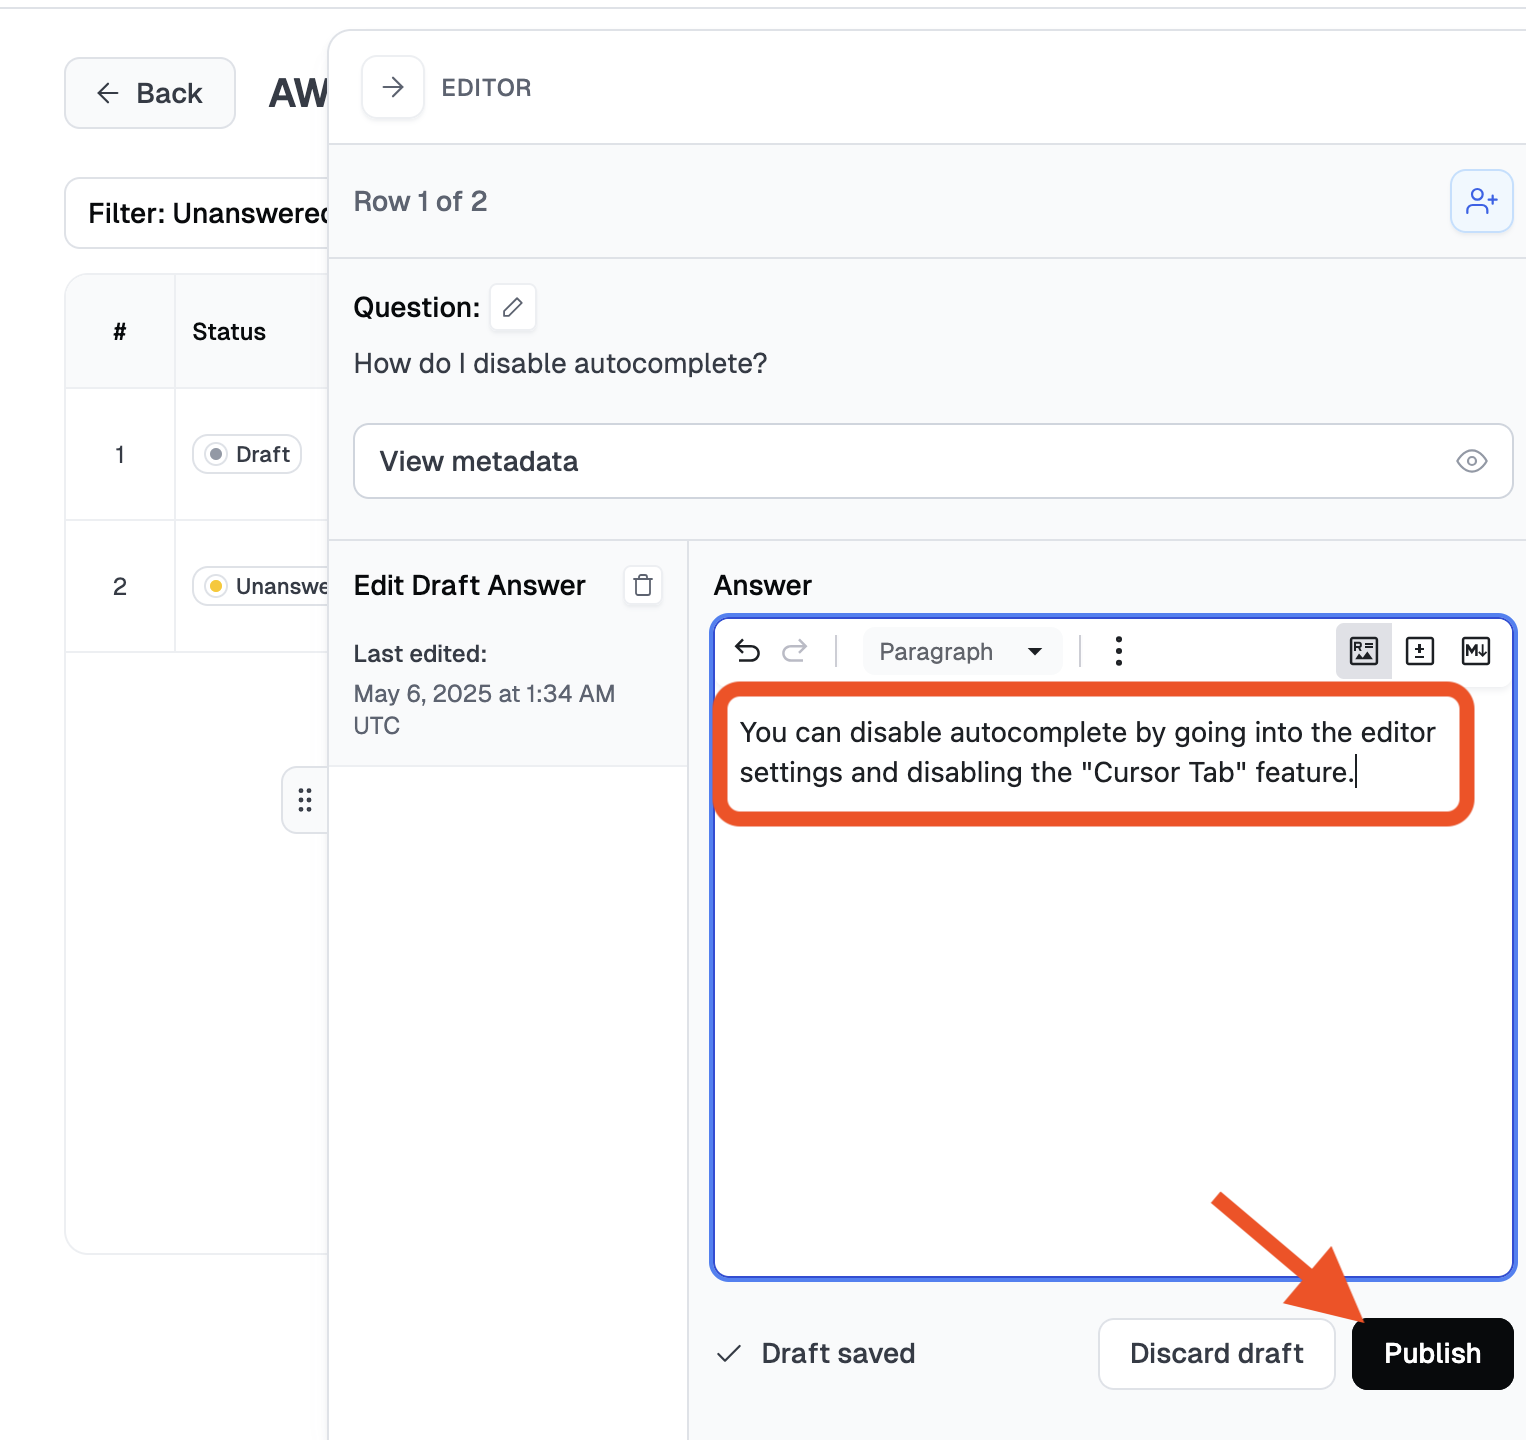 Back
AW
EDITOR
Filter: Unanswered
Row 1 of 2
#
Status
1
Draft
2
Unanswe
Question:
How do I disable autocomplete?
View metadata
Edit Draft Answer
Last edited:
May 6, 2025 at 1:34 AM
UTC
Answer
Paragraph
You can disable autocomplete by going into the editor
settings and disabling the "Cursor Tab" feature.
Draft saved
Discard draft
Publish